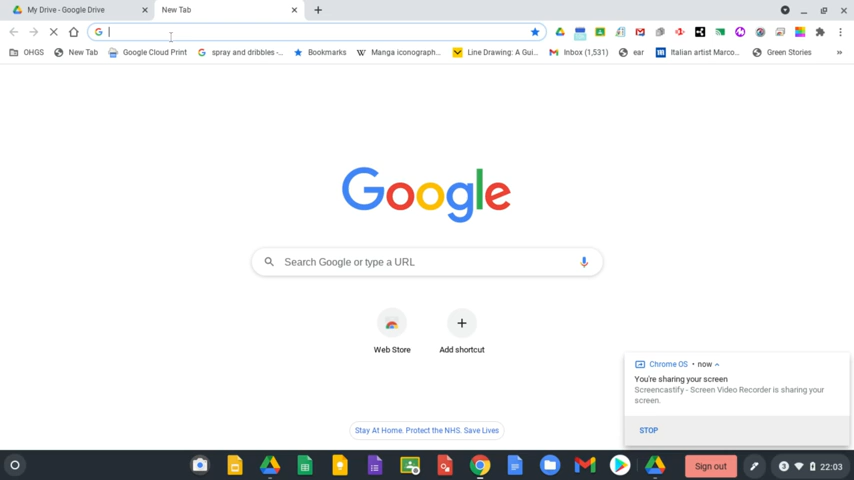 My Drive - Google Drive
New Tab
OHGS
New Tab
Google Cloud Print
spray and dribbles -...
Bookmarks
Manga iconograph...
Line Drawing: A Gui...
Inbox (1,531)
ear
Italian artist Marco...
Green Stories
»
Google
Search Google or type a URL
Web Store
Add shortcut
Chrome OS • now
You're sharing your screen
Screencastify - Screen Video Recorder is sharing your
screen.
STOP
Stay At Home. Protect the NHS. Save Lives
Sign out
3
22:03